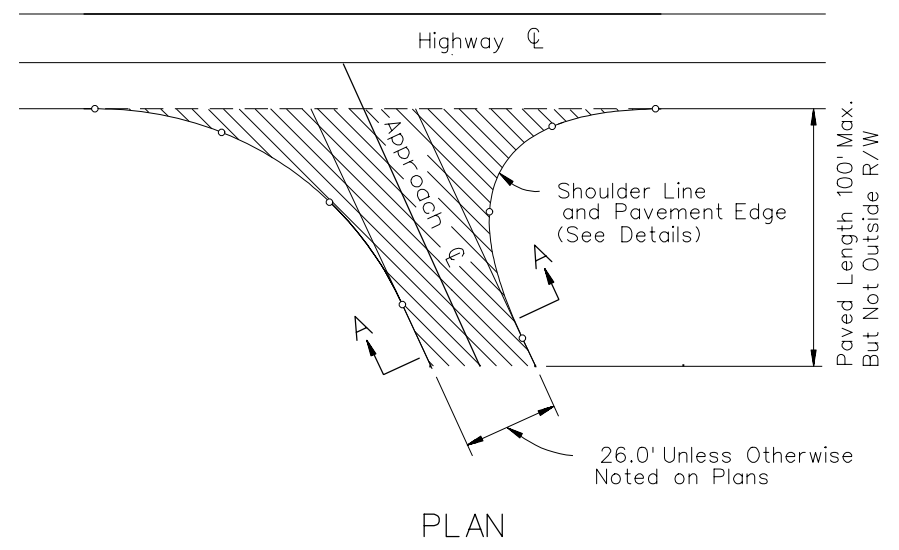 Highway ℄
Approach ℄
Shoulder Line
and Pavement Edge
(See Details)
A
A
Paved Length 100' Max.
But Not Outside R/W
26.0' Unless Otherwise
Noted on Plans
PLAN